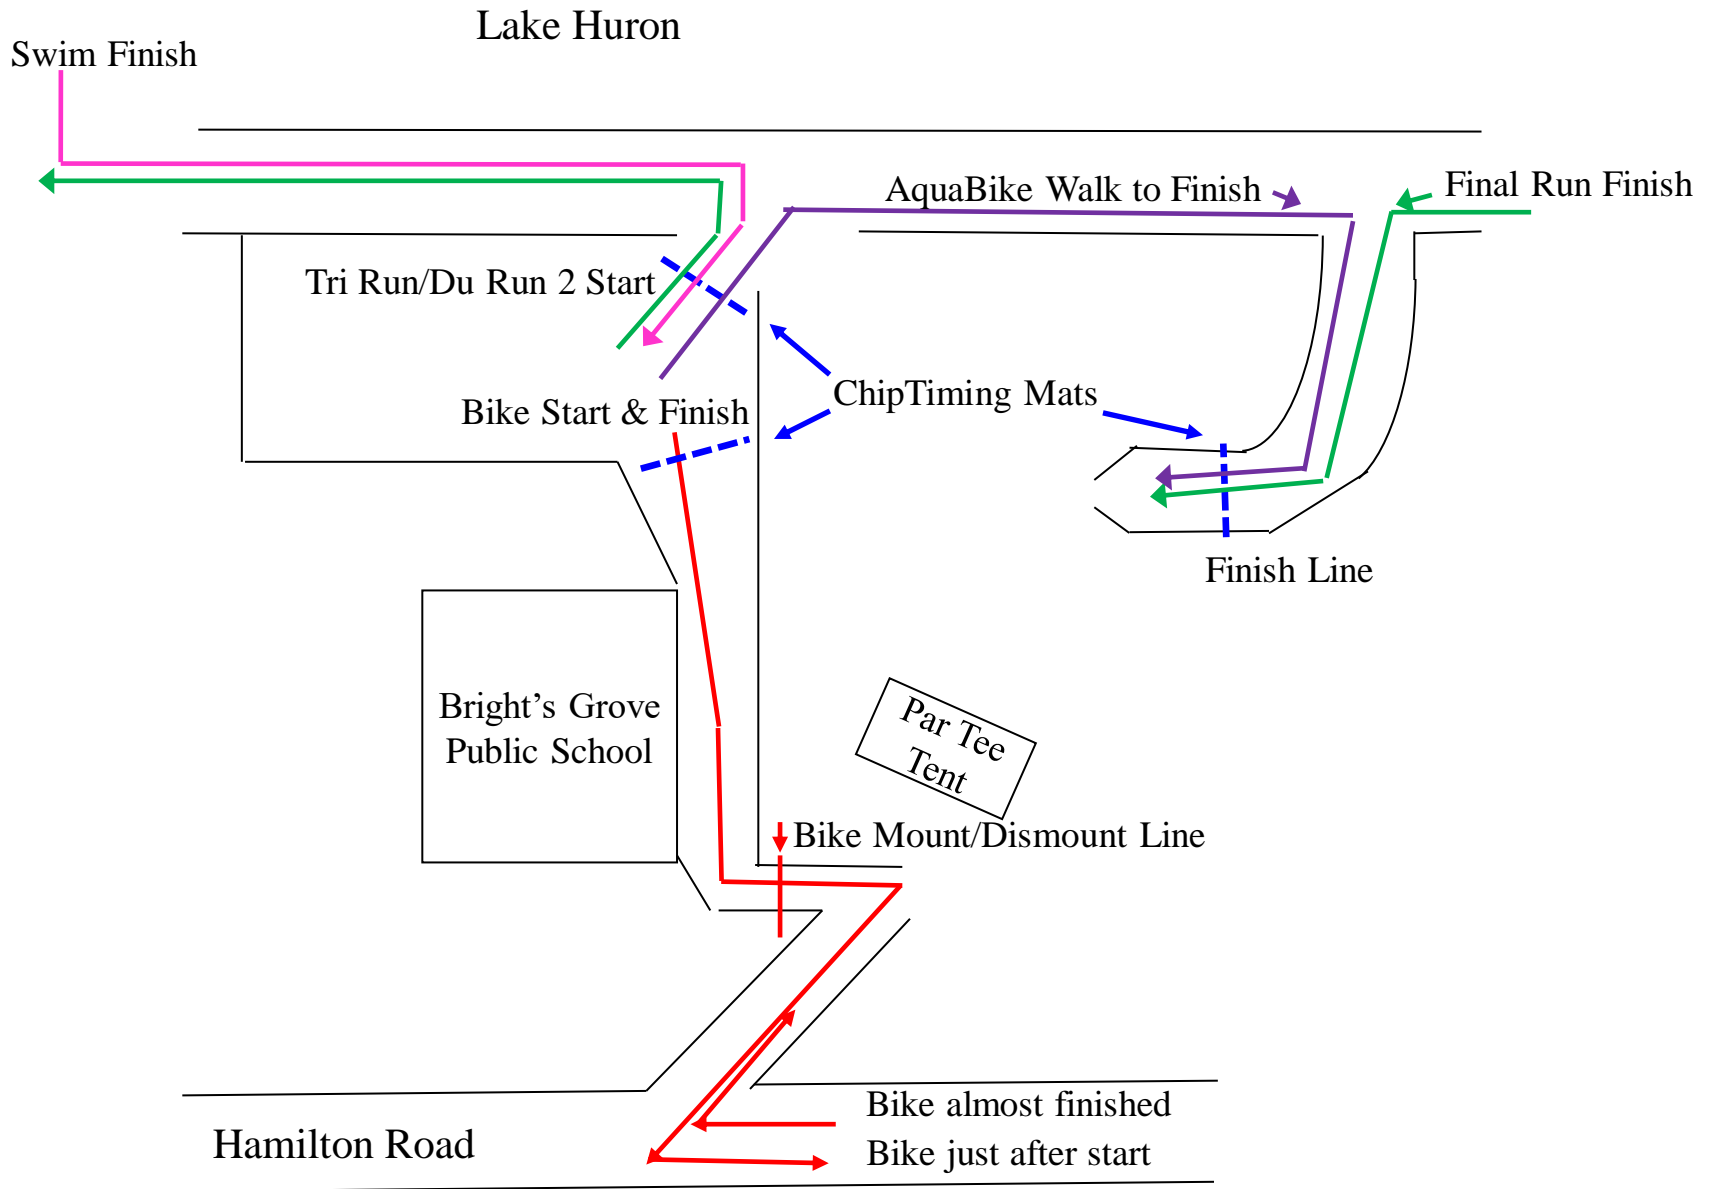 Lake Huron
Swim Finish
AquaBike Walk to Finish
Final Run Finish
Tri Run/Du Run 2 Start
ChipTiming Mats
Bike Start & Finish
Finish Line
Bright’s Grove
Public School
Par Tee
Tent
Bike Mount/Dismount Line
Bike almost finished
Hamilton Road
Bike just after start